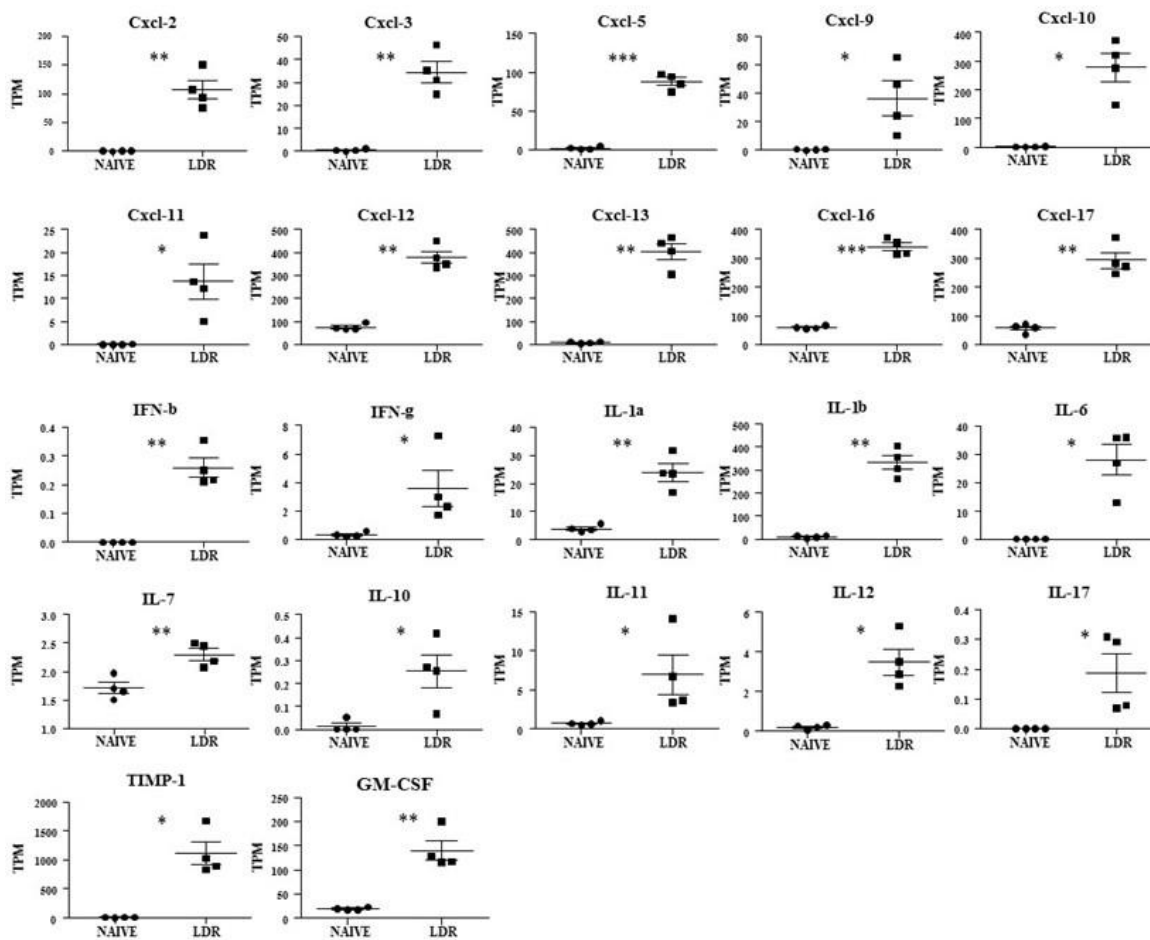 Cxcl-2
**
TPM
200
150
100
50
0
NAIVE LDR
Cxcl-3
**
TPM
50
40
30
20
10
0
NAIVE LDR
Cxcl-5
***
TPM
150
100
50
0
NAIVE LDR
Cxcl-9
*
TPM
80
60
40
20
0
NAIVE LDR
Cxcl-10
*
TPM
400
300
200
100
0
NAIVE LDR
Cxcl-11
*
TPM
25
20
15
10
5
0
NAIVE LDR
Cxcl-12
**
TPM
500
400
300
200
100
0
NAIVE LDR
Cxcl-13
**
TPM
500
400
300
200
100
0
NAIVE LDR
Cxcl-16
***
TPM
400
300
200
100
0
NAIVE LDR
Cxcl-17
**
TPM
400
300
200
100
0
NAIVE LDR
IFN-b
**
TPM
0.4
0.3
0.2
0.1
0.0
NAIVE LDR
IFN-g
*
TPM
8
6
4
2
0
NAIVE LDR
IL-1a
**
TPM
40
30
20
10
0
NAIVE LDR
IL-1b
**
TPM
500
400
300
200
100
0
NAIVE LDR
IL-6
*
TPM
40
30
20
10
0
NAIVE LDR
IL-7
**
TPM
3.0
2.5
2.0
1.5
1.0
NAIVE LDR
IL-10
*
TPM
0.5
0.4
0.3
0.2
0.1
0.0
NAIVE LDR
IL-11
*
TPM
15
10
5
0
NAIVE LDR
IL-12
*
TPM
6
4
2
0
NAIVE LDR
IL-17
*
TPM
0.4
0.3
0.2
0.1
0.0
NAIVE LDR
TIMP-1
*
TPM
2000
1500
1000
500
0
NAIVE LDR
GM-CSF
**
TPM
250
200
150
100
50
0
NAIVE LDR